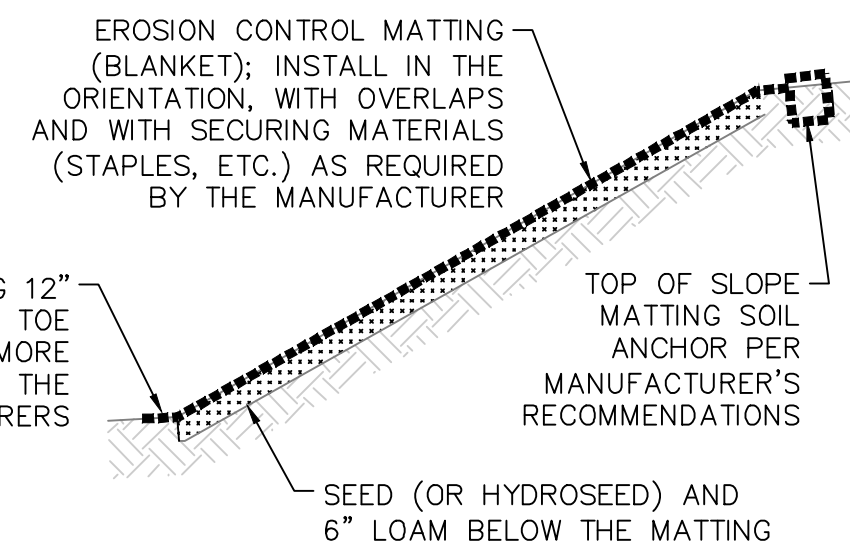 EROSION CONTROL MATTING
(BLANKET); INSTALL IN THE
ORIENTATION, WITH OVERLAPS
AND WITH SECURING MATERIALS
(STAPLES, ETC.) AS REQUIRED
BY THE MANUFACTURER
G 12”
TOE
MORE
THE
RERS
TOP OF SLOPE
MATTING SOIL
ANCHOR PER
MANUFACTURER’S
RECOMMENDATIONS
SEED (OR HYDROSEED) AND
6” LOAM BELOW THE MATTING